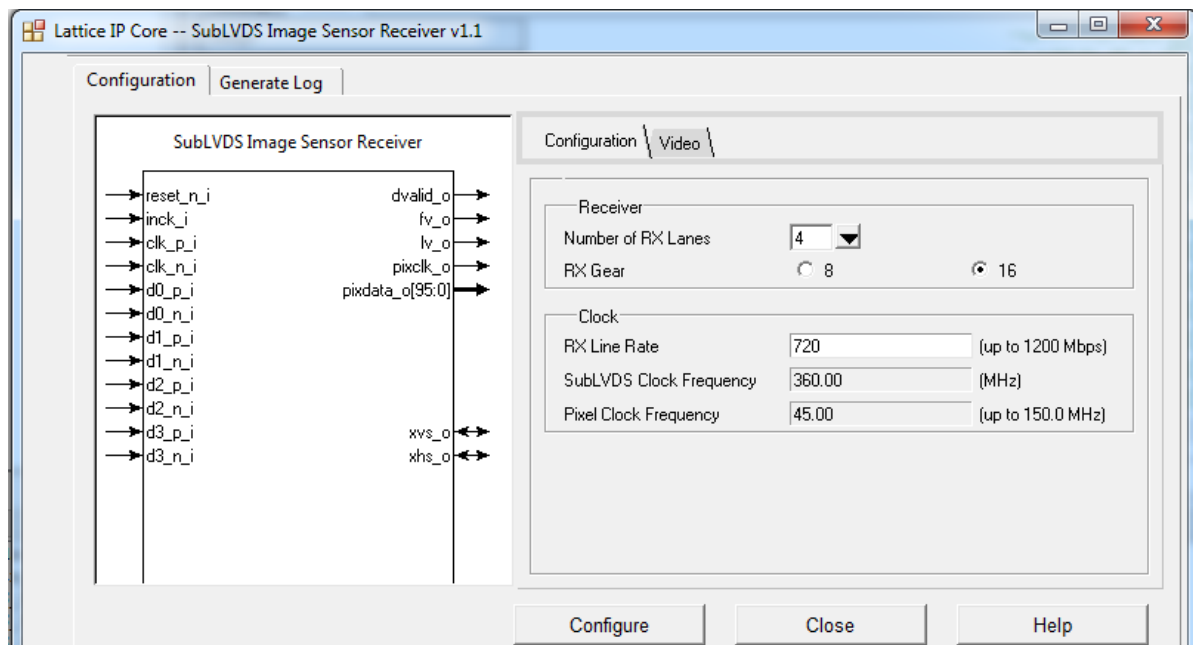 Lattice IP Core -- SubLVDS Image Sensor Receiver v1.1
Configuration Generate Log
SubLVDS Image Sensor Receiver
reset_n_i dvalid_o
inck_i fv_o
clk_p_i lv_o
clk_n_i pixclk_o
d0_p_i pixdata_o[95:0]
d0_n_i
d1_p_i
d1_n_i
d2_p_i
d2_n_i
d3_p_i xvs_o
d3_n_i xhs_o
Configuration Video
Receiver
Number of RX Lanes 4
RX Gear 8 16
Clock
RX Line Rate 720 (up to 1200 Mbps)
SubLVDS Clock Frequency 360.00 (MHz)
Pixel Clock Frequency 45.00 (up to 150.0 MHz)
Configure Close Help